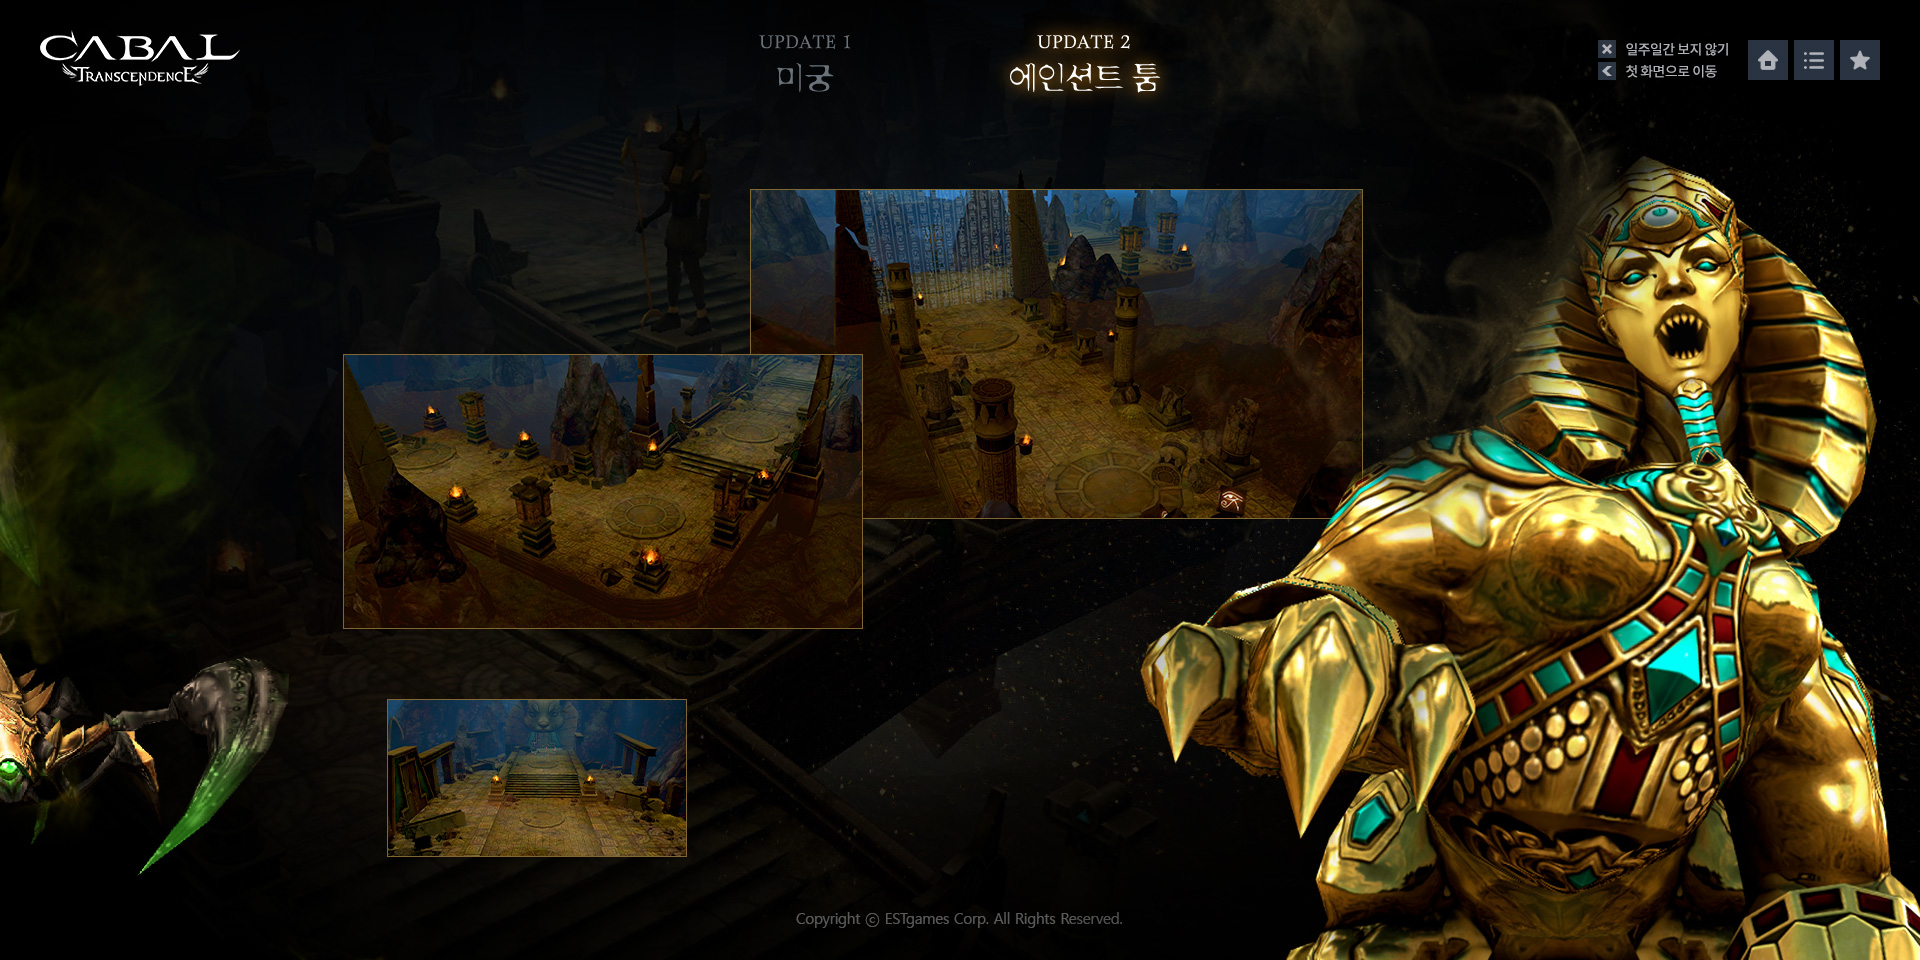 CABAL
TRANSCENDENCE
UPDATE 1
미궁
UPDATE 2
에인션트 툼
일주일간 보지 않기
첫 화면으로 이동
Copyright ⓒ ESTgames Corp. All Rights Reserved.